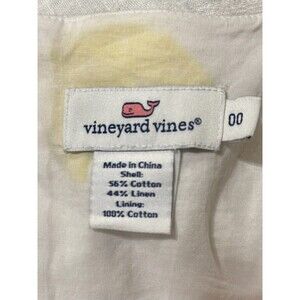 vineyard vines®
00
Made in China
Shell:
56% Cotton
44% Linen
Lining:
100% Cotton